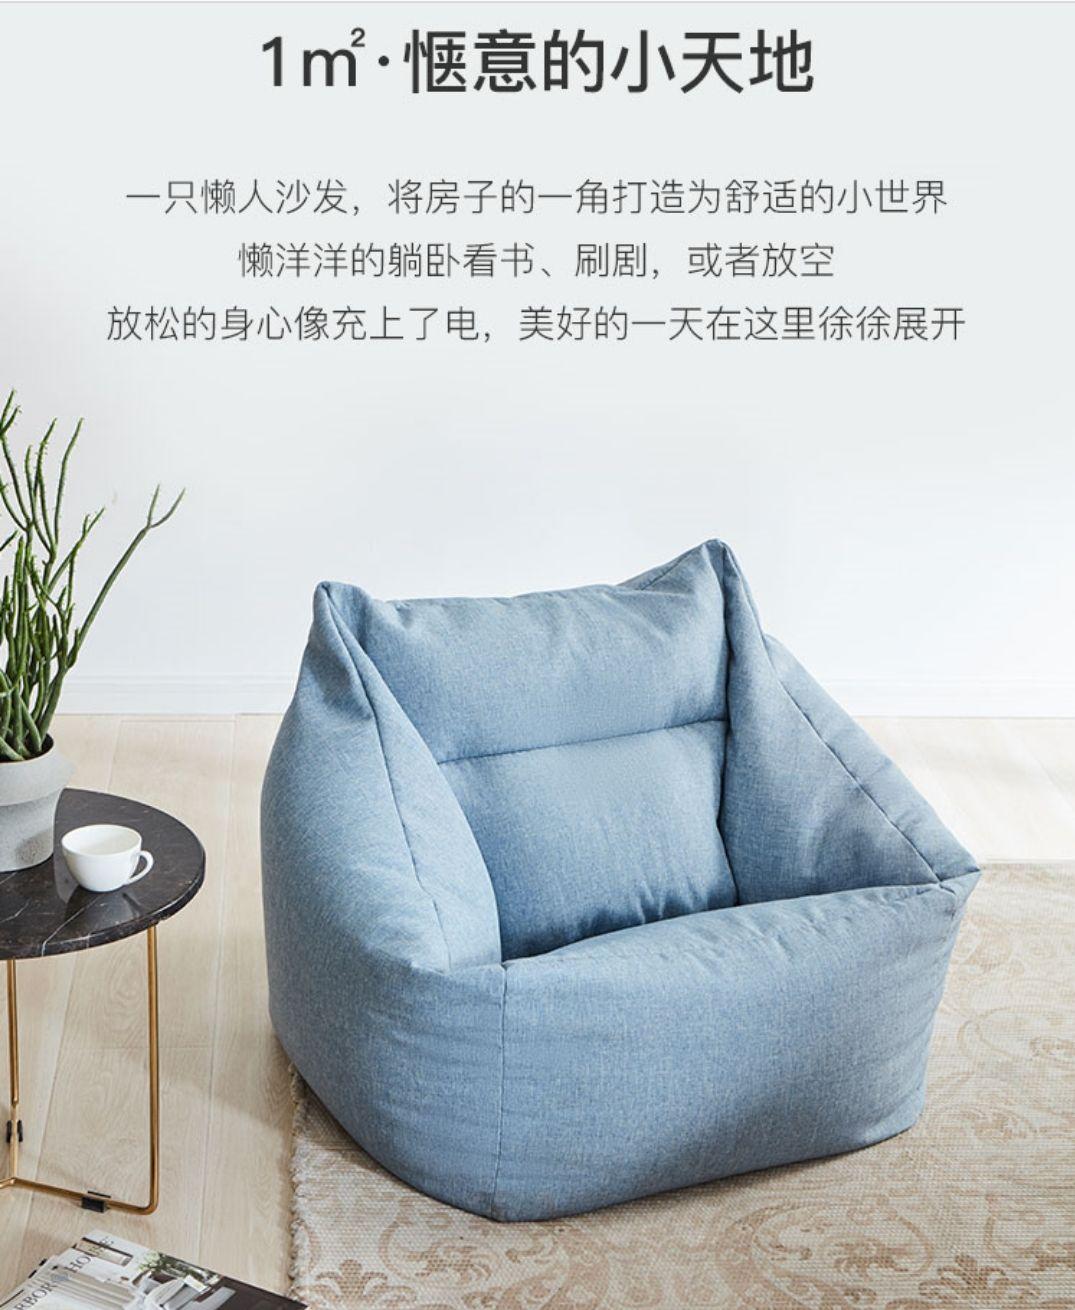 1m²·惬意的小天地
一只懒人沙发，将房子的一角打造为舒适的小世界
懒洋洋的躺卧看书、刷剧，或者放空
放松的身心像充上了电，美好的一天在这里徐徐展开